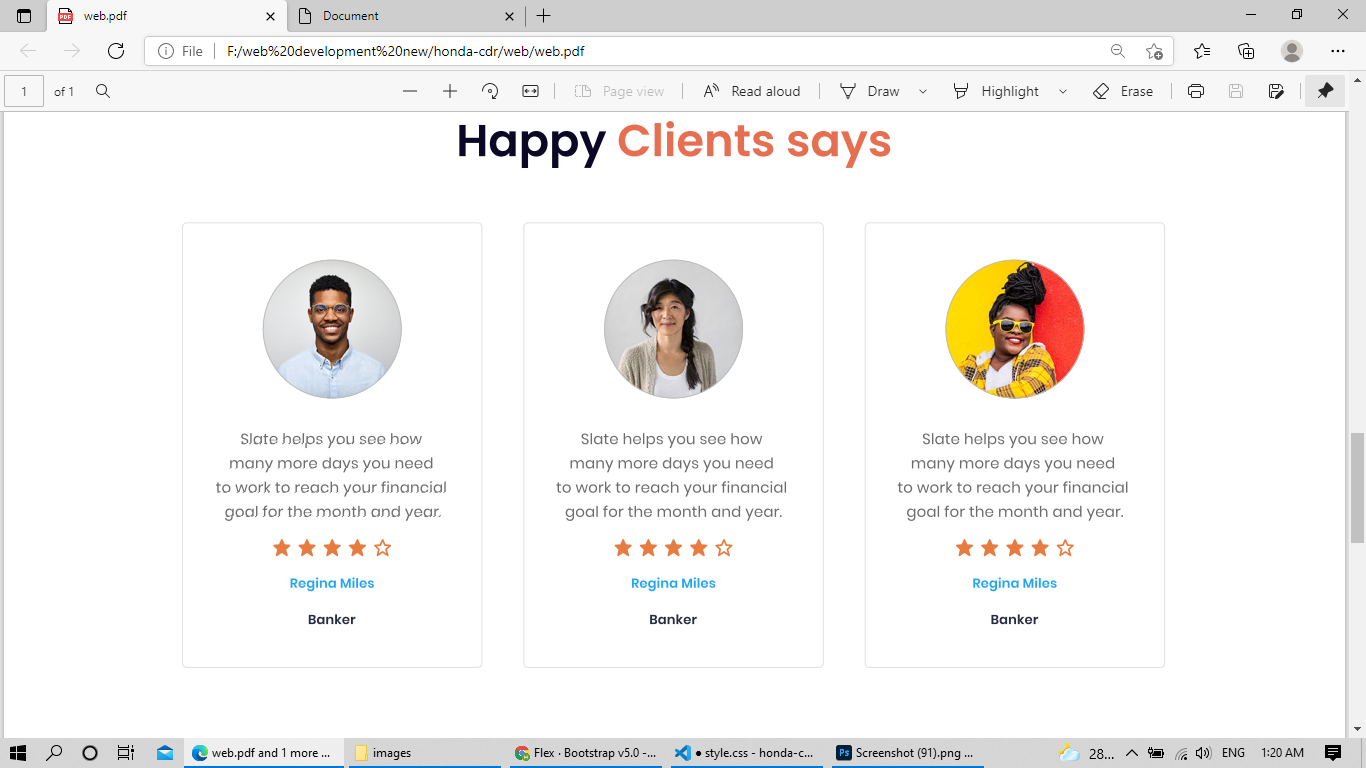 web.pdf
Document
File
F:/web%20development%20new/honda-cdr/web/web.pdf
1 of 1
Page view
Read aloud
Draw
Highlight
Erase
Happy Clients says
Slate helps you see how
many more days you need
to work to reach your financial
goal for the month and year.
Regina Miles
Banker
Slate helps you see how
many more days you need
to work to reach your financial
goal for the month and year.
Regina Miles
Banker
Slate helps you see how
many more days you need
to work to reach your financial
goal for the month and year.
Regina Miles
Banker
web.pdf and 1 more ...
images
Flex · Bootstrap v5.0 -...
● style.css - honda-c...
Ps
Screenshot (91).png ...
28...
ENG
1:20 AM